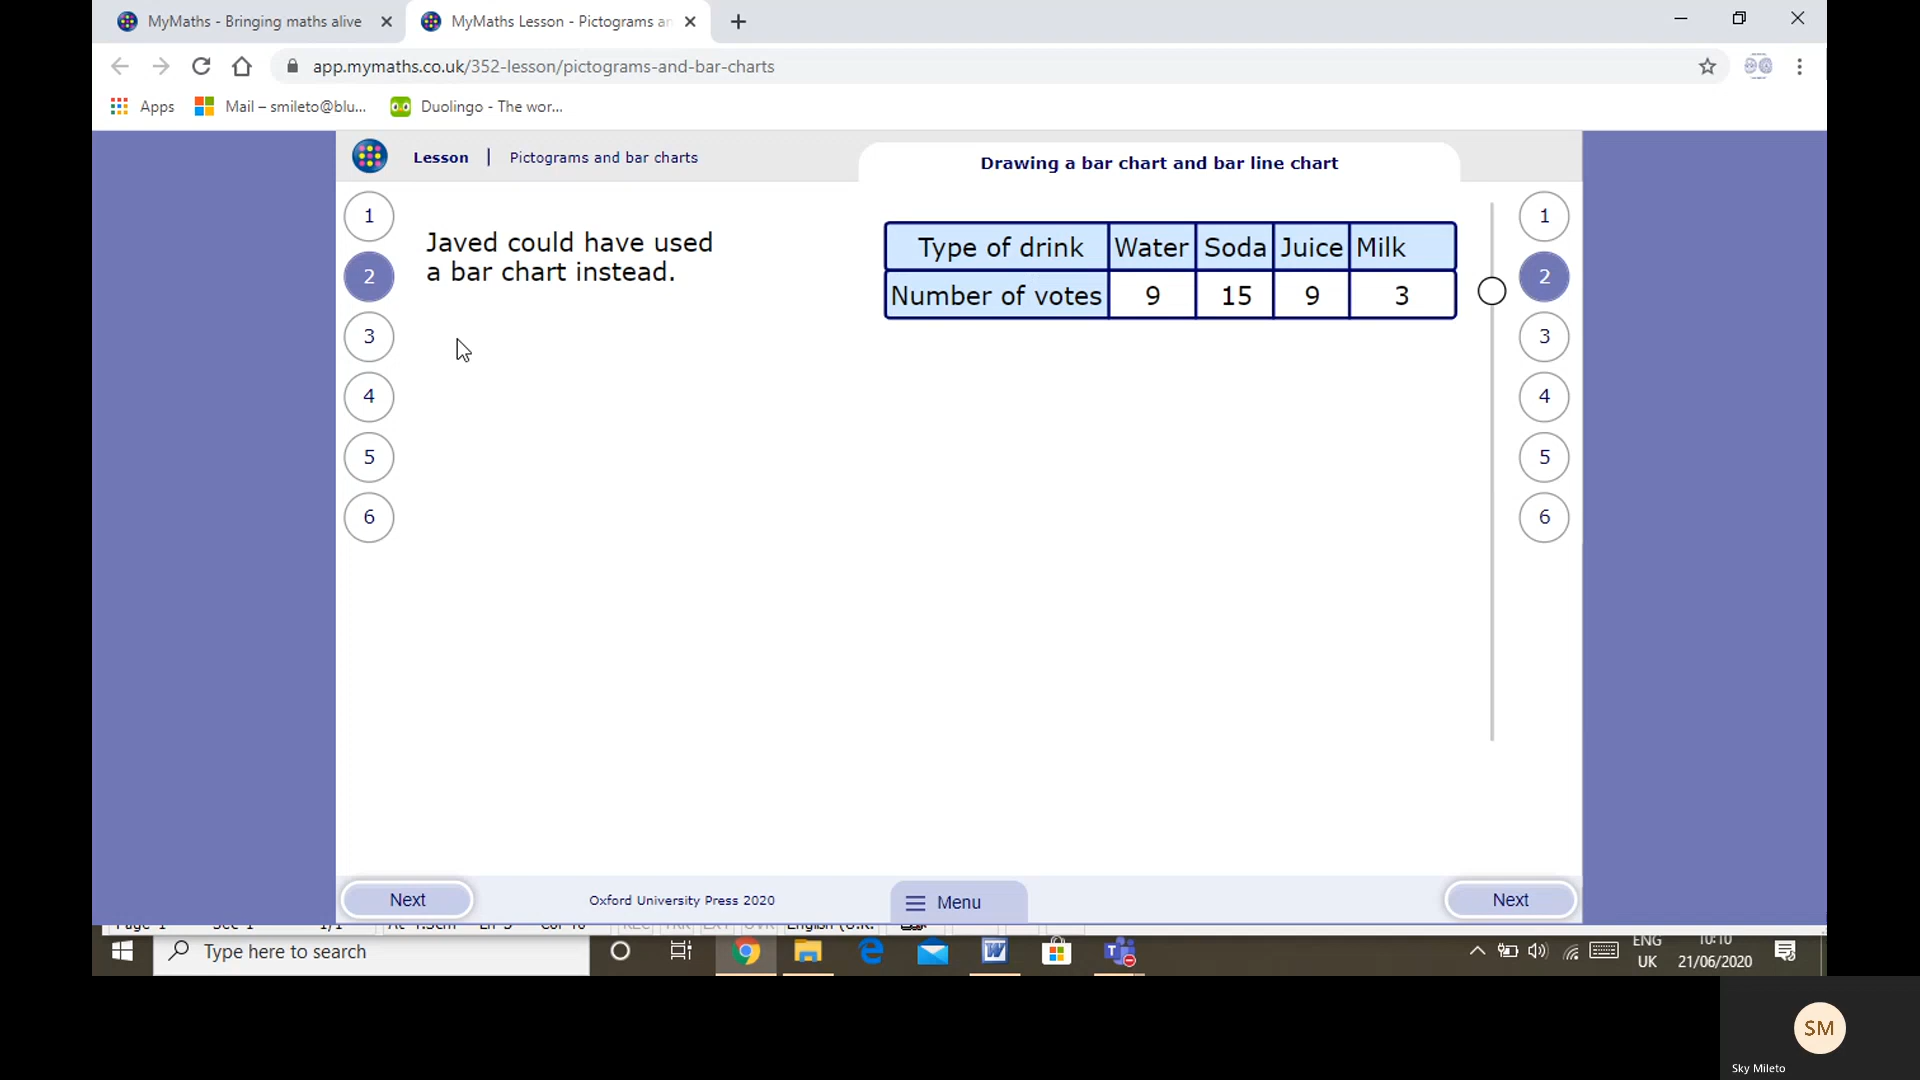 MyMaths - Bringing maths alive
MyMaths Lesson - Pictograms an
app.mymaths.co.uk/352-lesson/pictograms-and-bar-charts
Apps
Mail – smileto@blu...
Duolingo - The wor...
Lesson | Pictograms and bar charts
Drawing a bar chart and bar line chart
1
2
3
4
5
6
Javed could have used
a bar chart instead.
Type of drink Water Soda Juice Milk
Number of votes 9 15 9 3
1
2
3
4
5
6
Next
Oxford University Press 2020
Menu
Next
Type here to search
ENG
UK
10:10
21/06/2020
SM
Sky Mileto